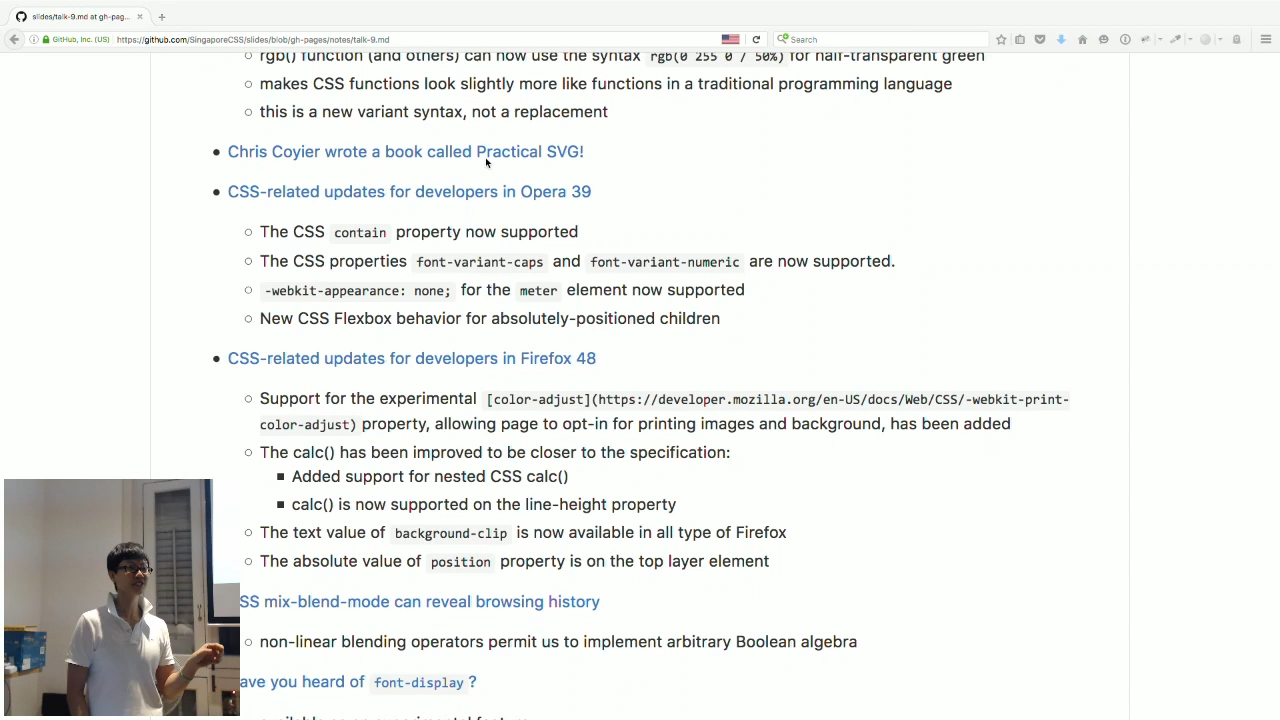 slides/talk-9.md at gh-pag...
GitHub, Inc. (US)
https://github.com/SingaporeCSS/slides/blob/gh-pages/notes/talk-9.md
Search
rgb() function (and others) can now use the syntax rgb(0 255 0 / 50%) for half-transparent green
makes CSS functions look slightly more like functions in a traditional programming language
this is a new variant syntax, not a replacement
Chris Coyier wrote a book called Practical SVG!
CSS-related updates for developers in Opera 39
The CSS contain property now supported
The CSS properties font-variant-caps and font-variant-numeric are now supported.
-webkit-appearance: none; for the meter element now supported
New CSS Flexbox behavior for absolutely-positioned children
CSS-related updates for developers in Firefox 48
Support for the experimental [color-adjust](https://developer.mozilla.org/en-US/docs/Web/CSS/-webkit-print-
color-adjust) property, allowing page to opt-in for printing images and background, has been added
The calc() has been improved to be closer to the specification:
Added support for nested CSS calc()
calc() is now supported on the line-height property
The text value of background-clip is now available in all type of Firefox
The absolute value of position property is on the top layer element
SS mix-blend-mode can reveal browsing history
non-linear blending operators permit us to implement arbitrary Boolean algebra
ave you heard of font-display ?
available as an experimental feature